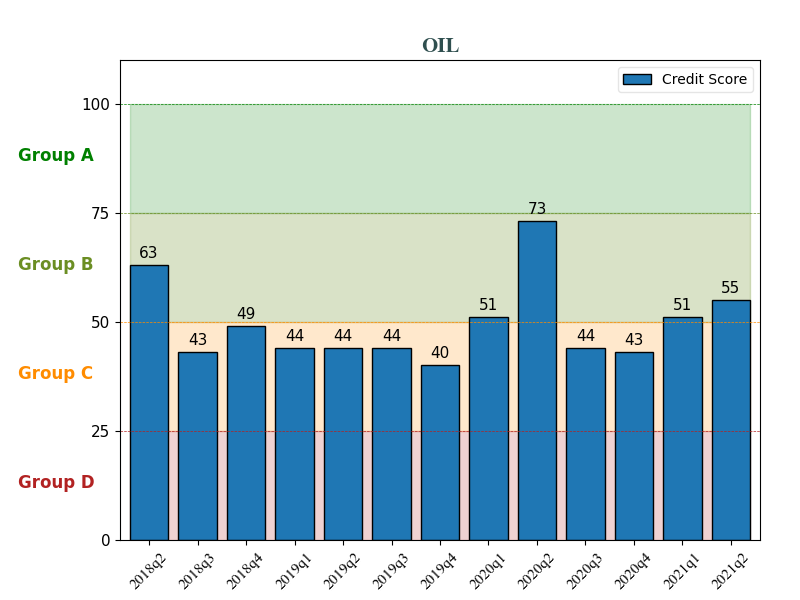 OIL
Credit Score
100
Group A
75
73
63
Group B
55
51
51
50
49
43
44
44
44
44
43
40
Group C
25
Group D
0
2018q2
2018q3
2018q4
2019q1
2019q2
2019q3
2019q4
2020q1
2020q2
2020q3
2020q4
2021q1
2021q2